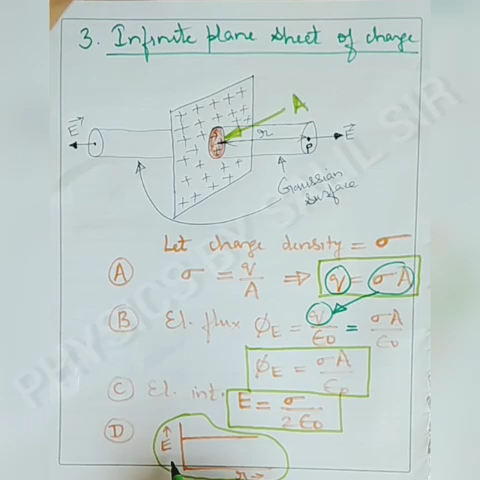 3. Infinite plane sheet of charge
A
E→ r P E→
Gaussian
Surface
Let charge density = σ
(A) σ = q/A ⇒ q = σA
(B) El. flux ϕE = q/ϵ0 = σA/ϵ0
ϕE = σA/ϵ0
(C) El. int. E = σ/2ϵ0
(D)
E↑
r→
PHYSICS BY SAHIL SIR